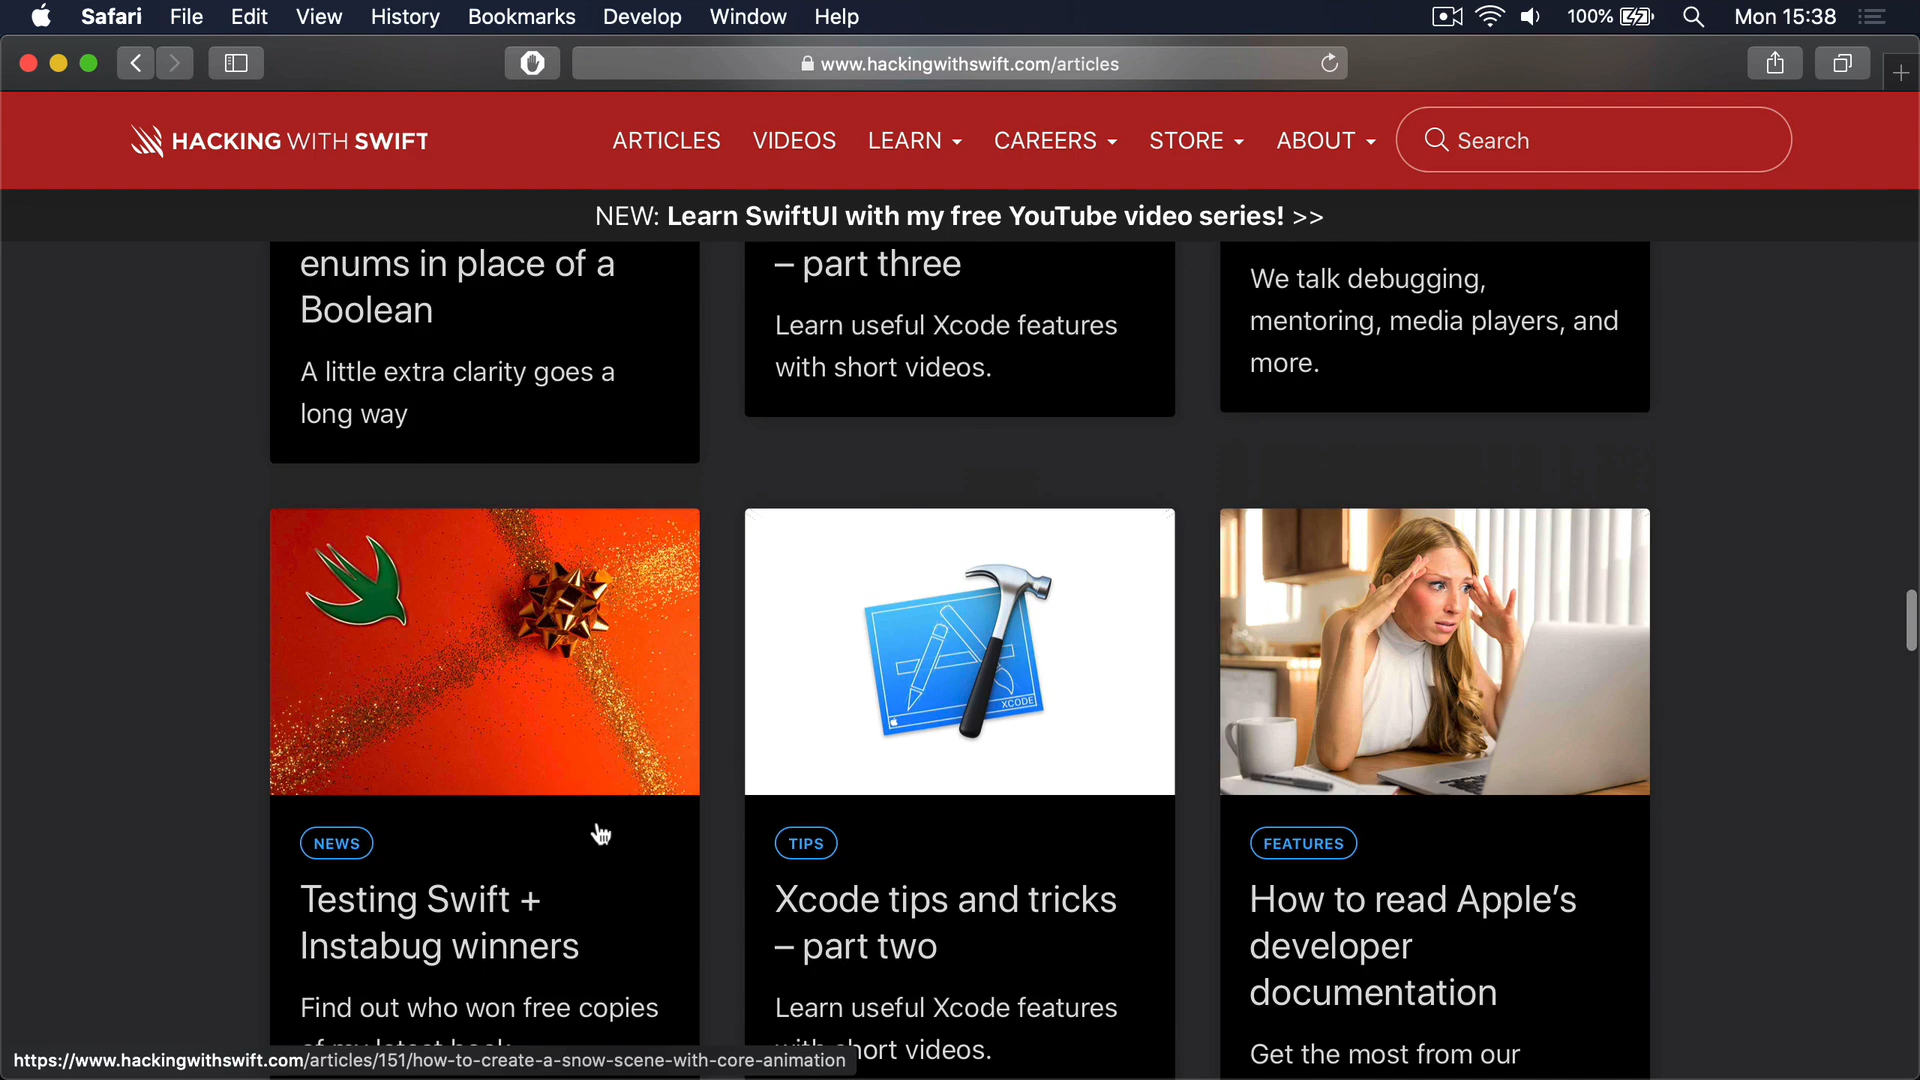 Safari File Edit View History Bookmarks Develop Window Help 100% Mon 15:38
www.hackingwithswift.com/articles
HACKING WITH SWIFT ARTICLES VIDEOS LEARN CAREERS STORE ABOUT Search
NEW: Learn SwiftUI with my free YouTube video series! >>
enums in place of a
Boolean
A little extra clarity goes a
long way
– part three
Learn useful Xcode features
with short videos.
We talk debugging,
mentoring, media players, and
more.
XCODE
NEWS
Testing Swift +
Instabug winners
Find out who won free copies
TIPS
Xcode tips and tricks
– part two
Learn useful Xcode features
short videos.
FEATURES
How to read Apple’s
developer
documentation
Get the most from our
https://www.hackingwithswift.com/articles/151/how-to-create-a-snow-scene-with-core-animation